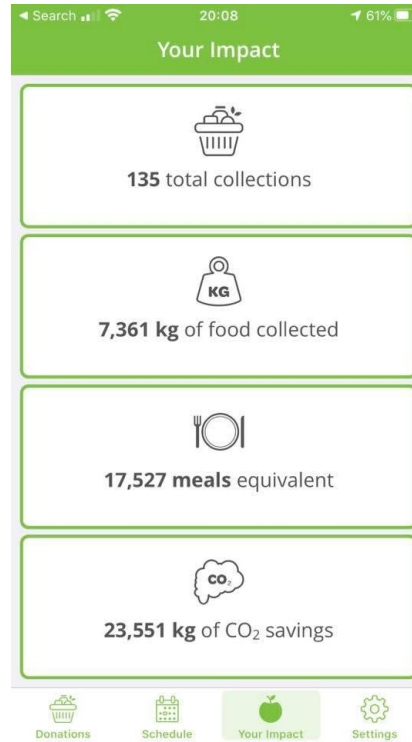 Search
20:08
61%
Your Impact
135 total collections
KG
7,361 kg of food collected
17,527 meals equivalent
CO₂
23,551 kg of CO₂ savings
Donations
Schedule
Your Impact
Settings